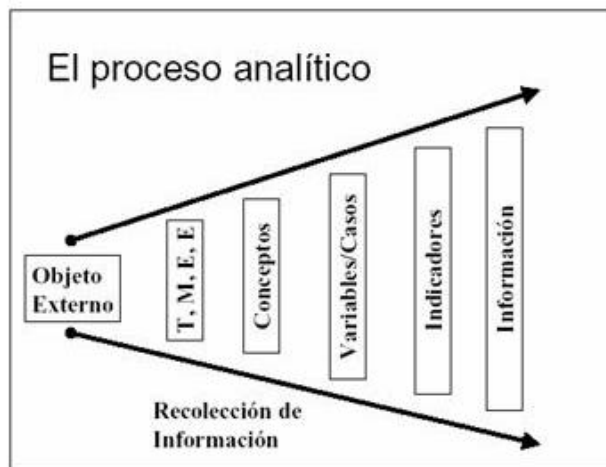 El proceso analítico
Objeto
Externo
T, M, E, E
Conceptos
Variables/Casos
Indicadores
Información
Recolección de
Información